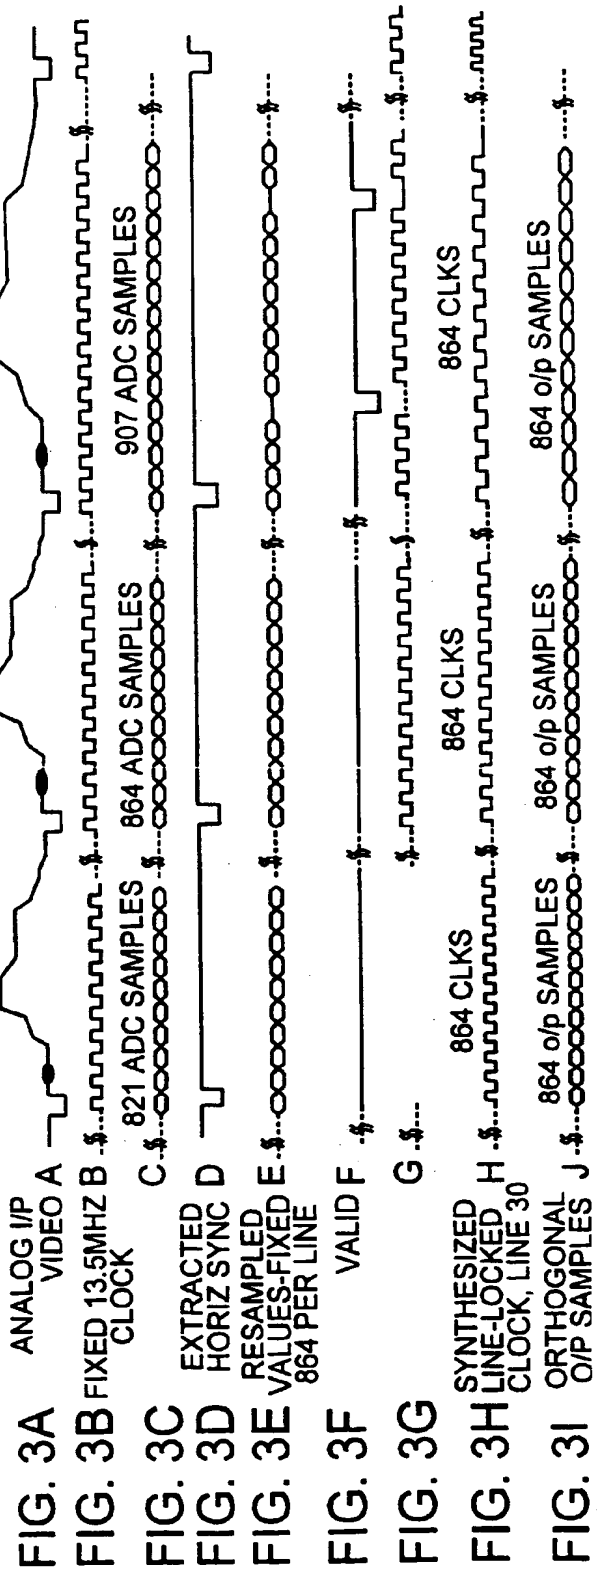 FIG. 3A
ANALOG I/P
VIDEO A
FIG. 3B
FIXED 13.5MHZ B
CLOCK
FIG. 3C
C
821 ADC SAMPLES
864 ADC SAMPLES
907 ADC SAMPLES
FIG. 3D
EXTRACTED D
HORIZ SYNC
FIG. 3E
RESAMPLED
VALUES-FIXED E
864 PER LINE
FIG. 3F
VALID F
FIG. 3G
G
FIG. 3H
SYNTHESIZED
LINE-LOCKED H
CLOCK, LINE 30
864 CLKS
864 CLKS
864 CLKS
FIG. 3I
ORTHOGONAL J
O/P SAMPLES
864 o/p SAMPLES
864 o/p SAMPLES
864 o/p SAMPLES